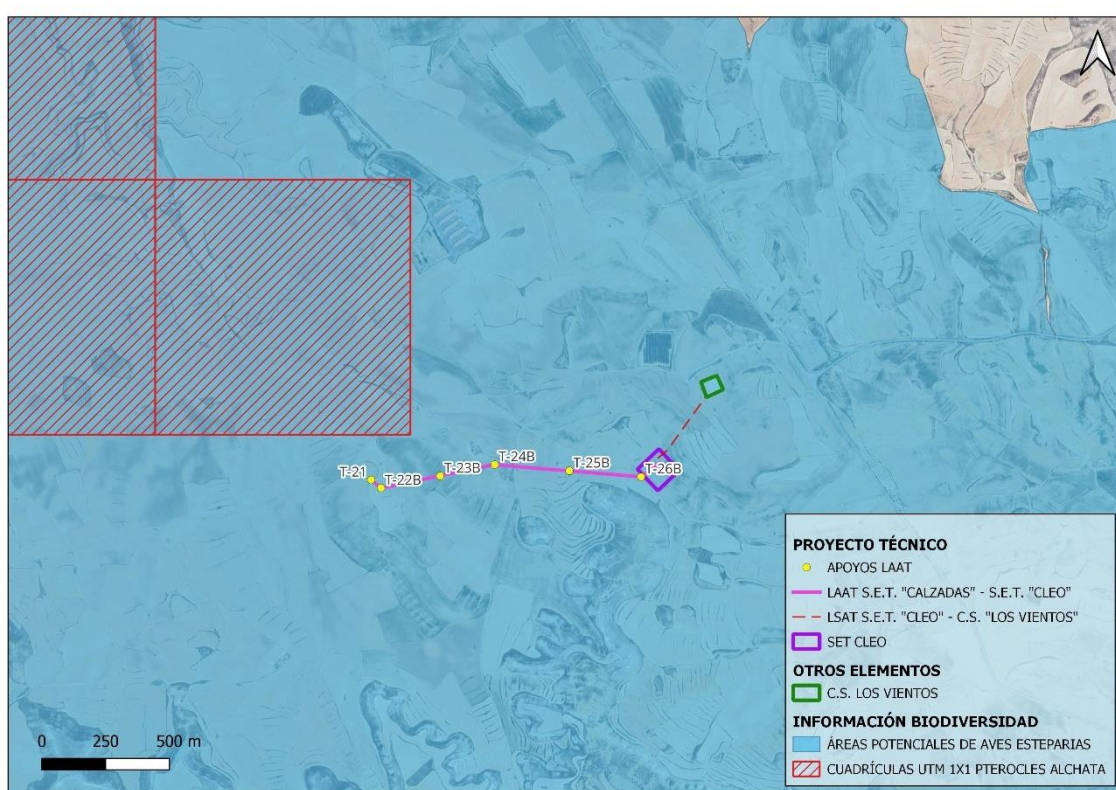 T-21
T-22B
T-23B
T-24B
T-25B
T-26B
0 250 500 m
PROYECTO TÉCNICO
APOYOS LAAT
LAAT S.E.T. "CALZADAS" - S.E.T. "CLEO"
LSAT S.E.T. "CLEO" - C.S. "LOS VIENTOS"
SET CLEO
OTROS ELEMENTOS
C.S. LOS VIENTOS
INFORMACIÓN BIODIVERSIDAD
ÁREAS POTENCIALES DE AVES ESTEPARIAS
CUADRÍCULAS UTM 1X1 PTEROCLES ALCHATA